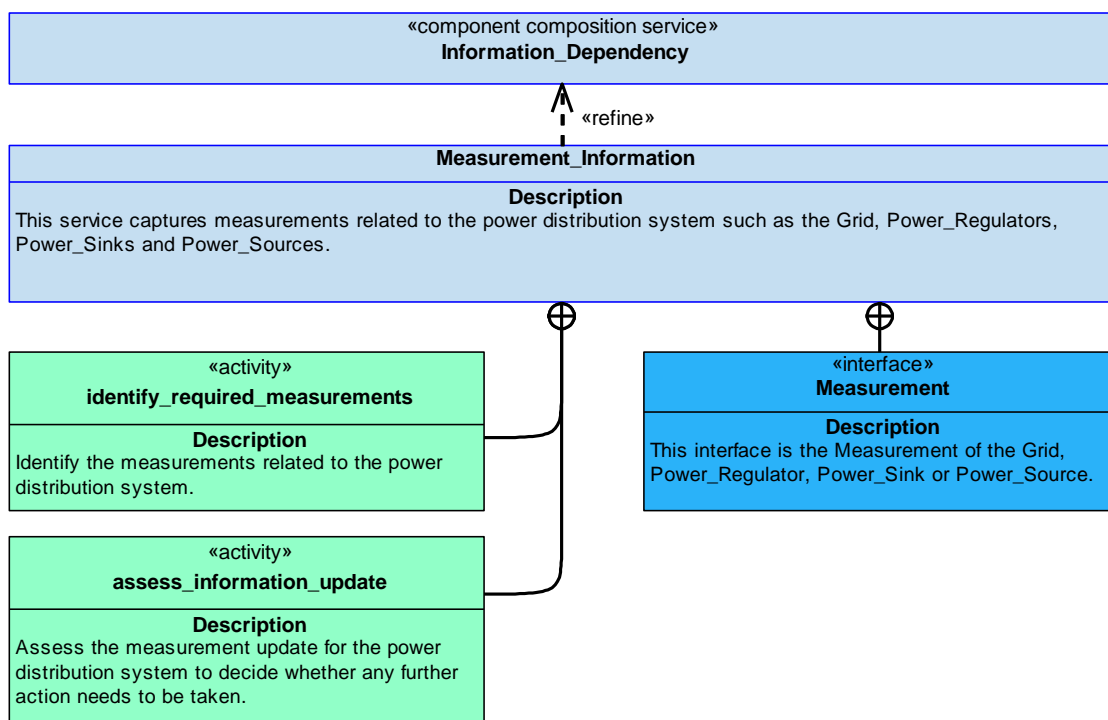 «component composition service»
Information_Dependency
«refine»
Measurement_Information
Description
This service captures measurements related to the power distribution system such as the Grid, Power_Regulators,
Power_Sinks and Power_Sources.
«activity»
identify_required_measurements
Description
Identify the measurements related to the power
distribution system.
«interface»
Measurement
Description
This interface is the Measurement of the Grid,
Power_Regulator, Power_Sink or Power_Source.
«activity»
assess_information_update
Description
Assess the measurement update for the power
distribution system to decide whether any further
action needs to be taken.